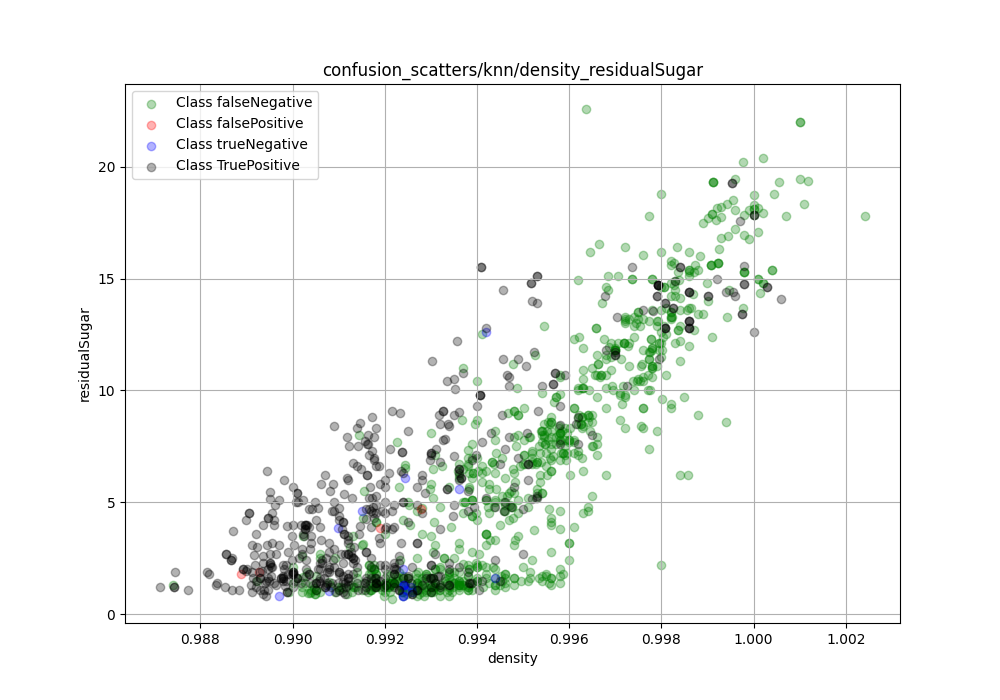 confusion_scatters/knn/density_residualSugar
Class falseNegative
Class falsePositive
Class trueNegative
Class TruePositive
20
15
10
5
0
residualSugar
0.988 0.990 0.992 0.994 0.996 0.998 1.000 1.002
density